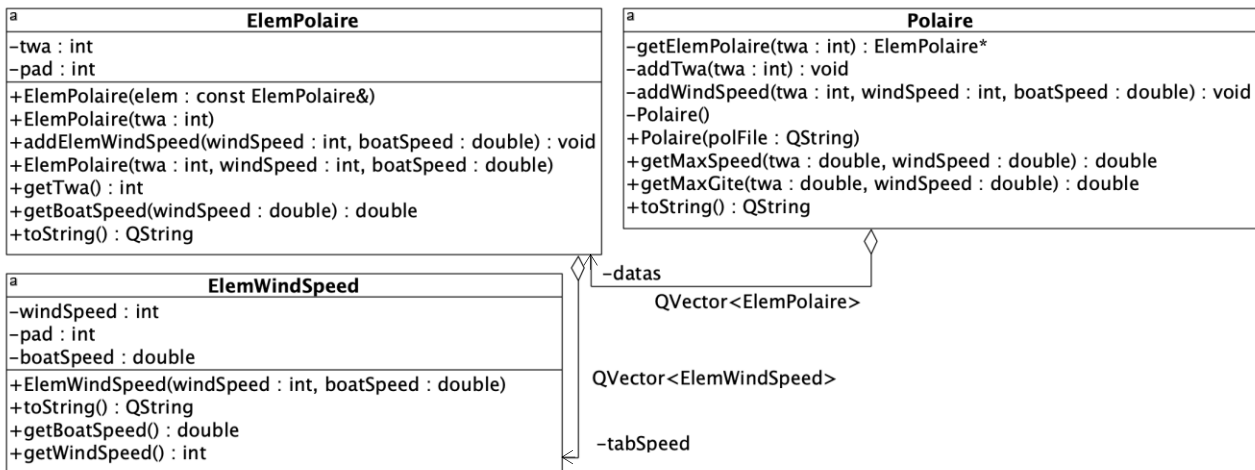 a
ElemPolaire
-twa : int
-pad : int
+ElemPolaire(elem : const ElemPolaire&)
+ElemPolaire(twa : int)
+addElemWindSpeed(windSpeed : int, boatSpeed : double) : void
+ElemPolaire(twa : int, windSpeed : int, boatSpeed : double)
+getTwa() : int
+getBoatSpeed(windSpeed : double) : double
+toString() : QString
a
Polaire
-getElemPolaire(twa : int) : ElemPolaire*
-addTwa(twa : int) : void
-addWindSpeed(twa : int, windSpeed : int, boatSpeed : double) : void
-Polaire()
+Polaire(polFile : QString)
+getMaxSpeed(twa : double, windSpeed : double) : double
+getMaxGite(twa : double, windSpeed : double) : double
+toString() : QString
-datas
QVector<ElemPolaire>
a
ElemWindSpeed
-windSpeed : int
-pad : int
-boatSpeed : double
+ElemWindSpeed(windSpeed : int, boatSpeed : double)
+toString() : QString
+getBoatSpeed() : double
+getWindSpeed() : int
QVector<ElemWindSpeed>
-tabSpeed